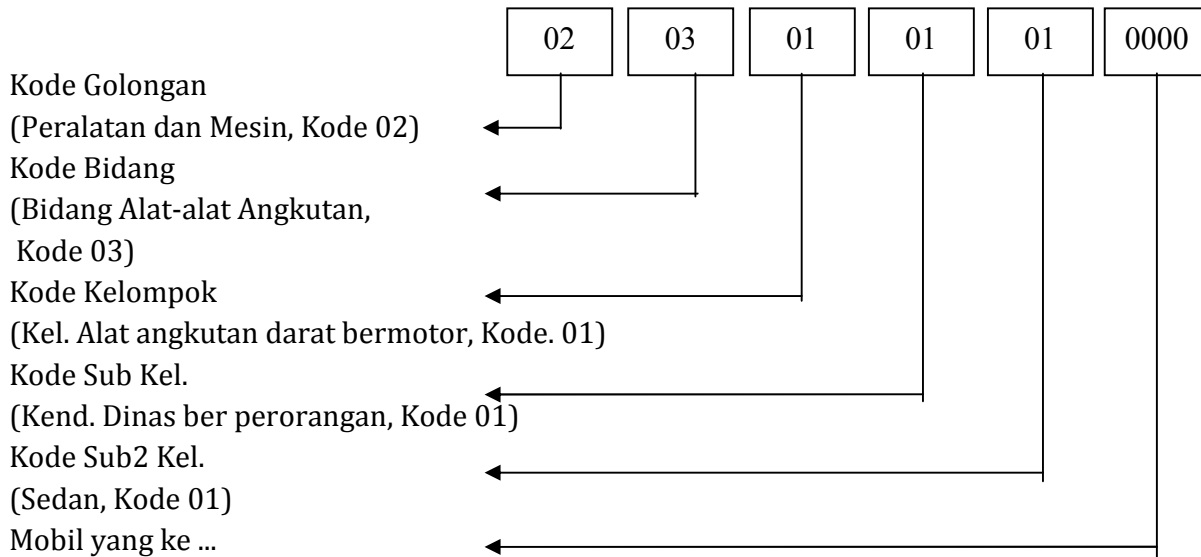 02 03 01 01 01 0000
Kode Golongan
(Peralatan dan Mesin, Kode 02)
Kode Bidang
(Bidang Alat-alat Angkutan,
Kode 03)
Kode Kelompok
(Kel. Alat angkutan darat bermotor, Kode. 01)
Kode Sub Kel.
(Kend. Dinas ber perorangan, Kode 01)
Kode Sub2 Kel.
(Sedan, Kode 01)
Mobil yang ke ...